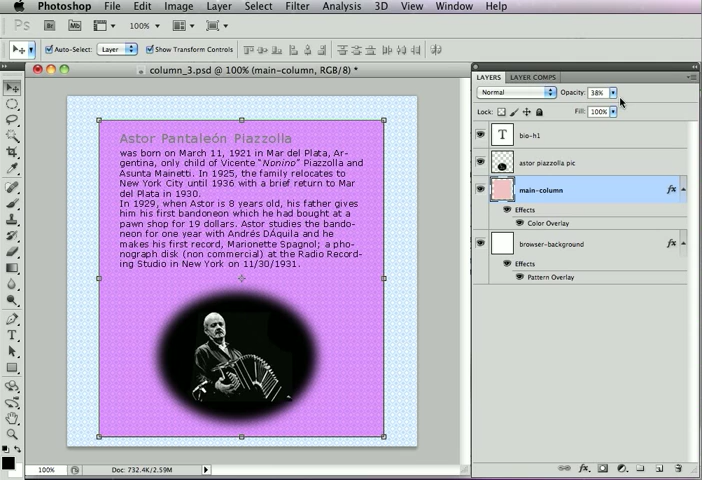 Photoshop File Edit Image Layer Select Filter Analysis 3D View Window Help
Ps Br Mb 100%
Auto-Select: Layer Show Transform Controls
column_3.psd @ 100% (main-column, RGB/8) *
Astor Pantaleón Piazzolla
was born on March 11, 1921 in Mar del Plata, Ar-
gentina, only child of Vicente "Nonino" Piazzolla and
Asunta Mainetti. In 1925, the family relocates to
New York City until 1936 with a brief return to Mar
del Plata in 1930.
In 1929, when Astor is 8 years old, his father gives
him his first bandoneon which he had bought at a
pawn shop for 19 dollars. Astor studies the bando-
neon for one year with Andrés DÁquila and he
makes his first record, Marionette Spagnol; a pho-
nograph disk (non commercial) at the Radio Record-
ing Studio in New York on 11/30/1931.
100% Doc: 732.4K/2.59M
LAYERS LAYER COMPS
Normal Opacity: 38%
Lock: Fill: 100%
T bio-h1
astor piazzolla pic
main-column fx
Effects
Color Overlay
browser-background fx
Effects
Pattern Overlay
fx